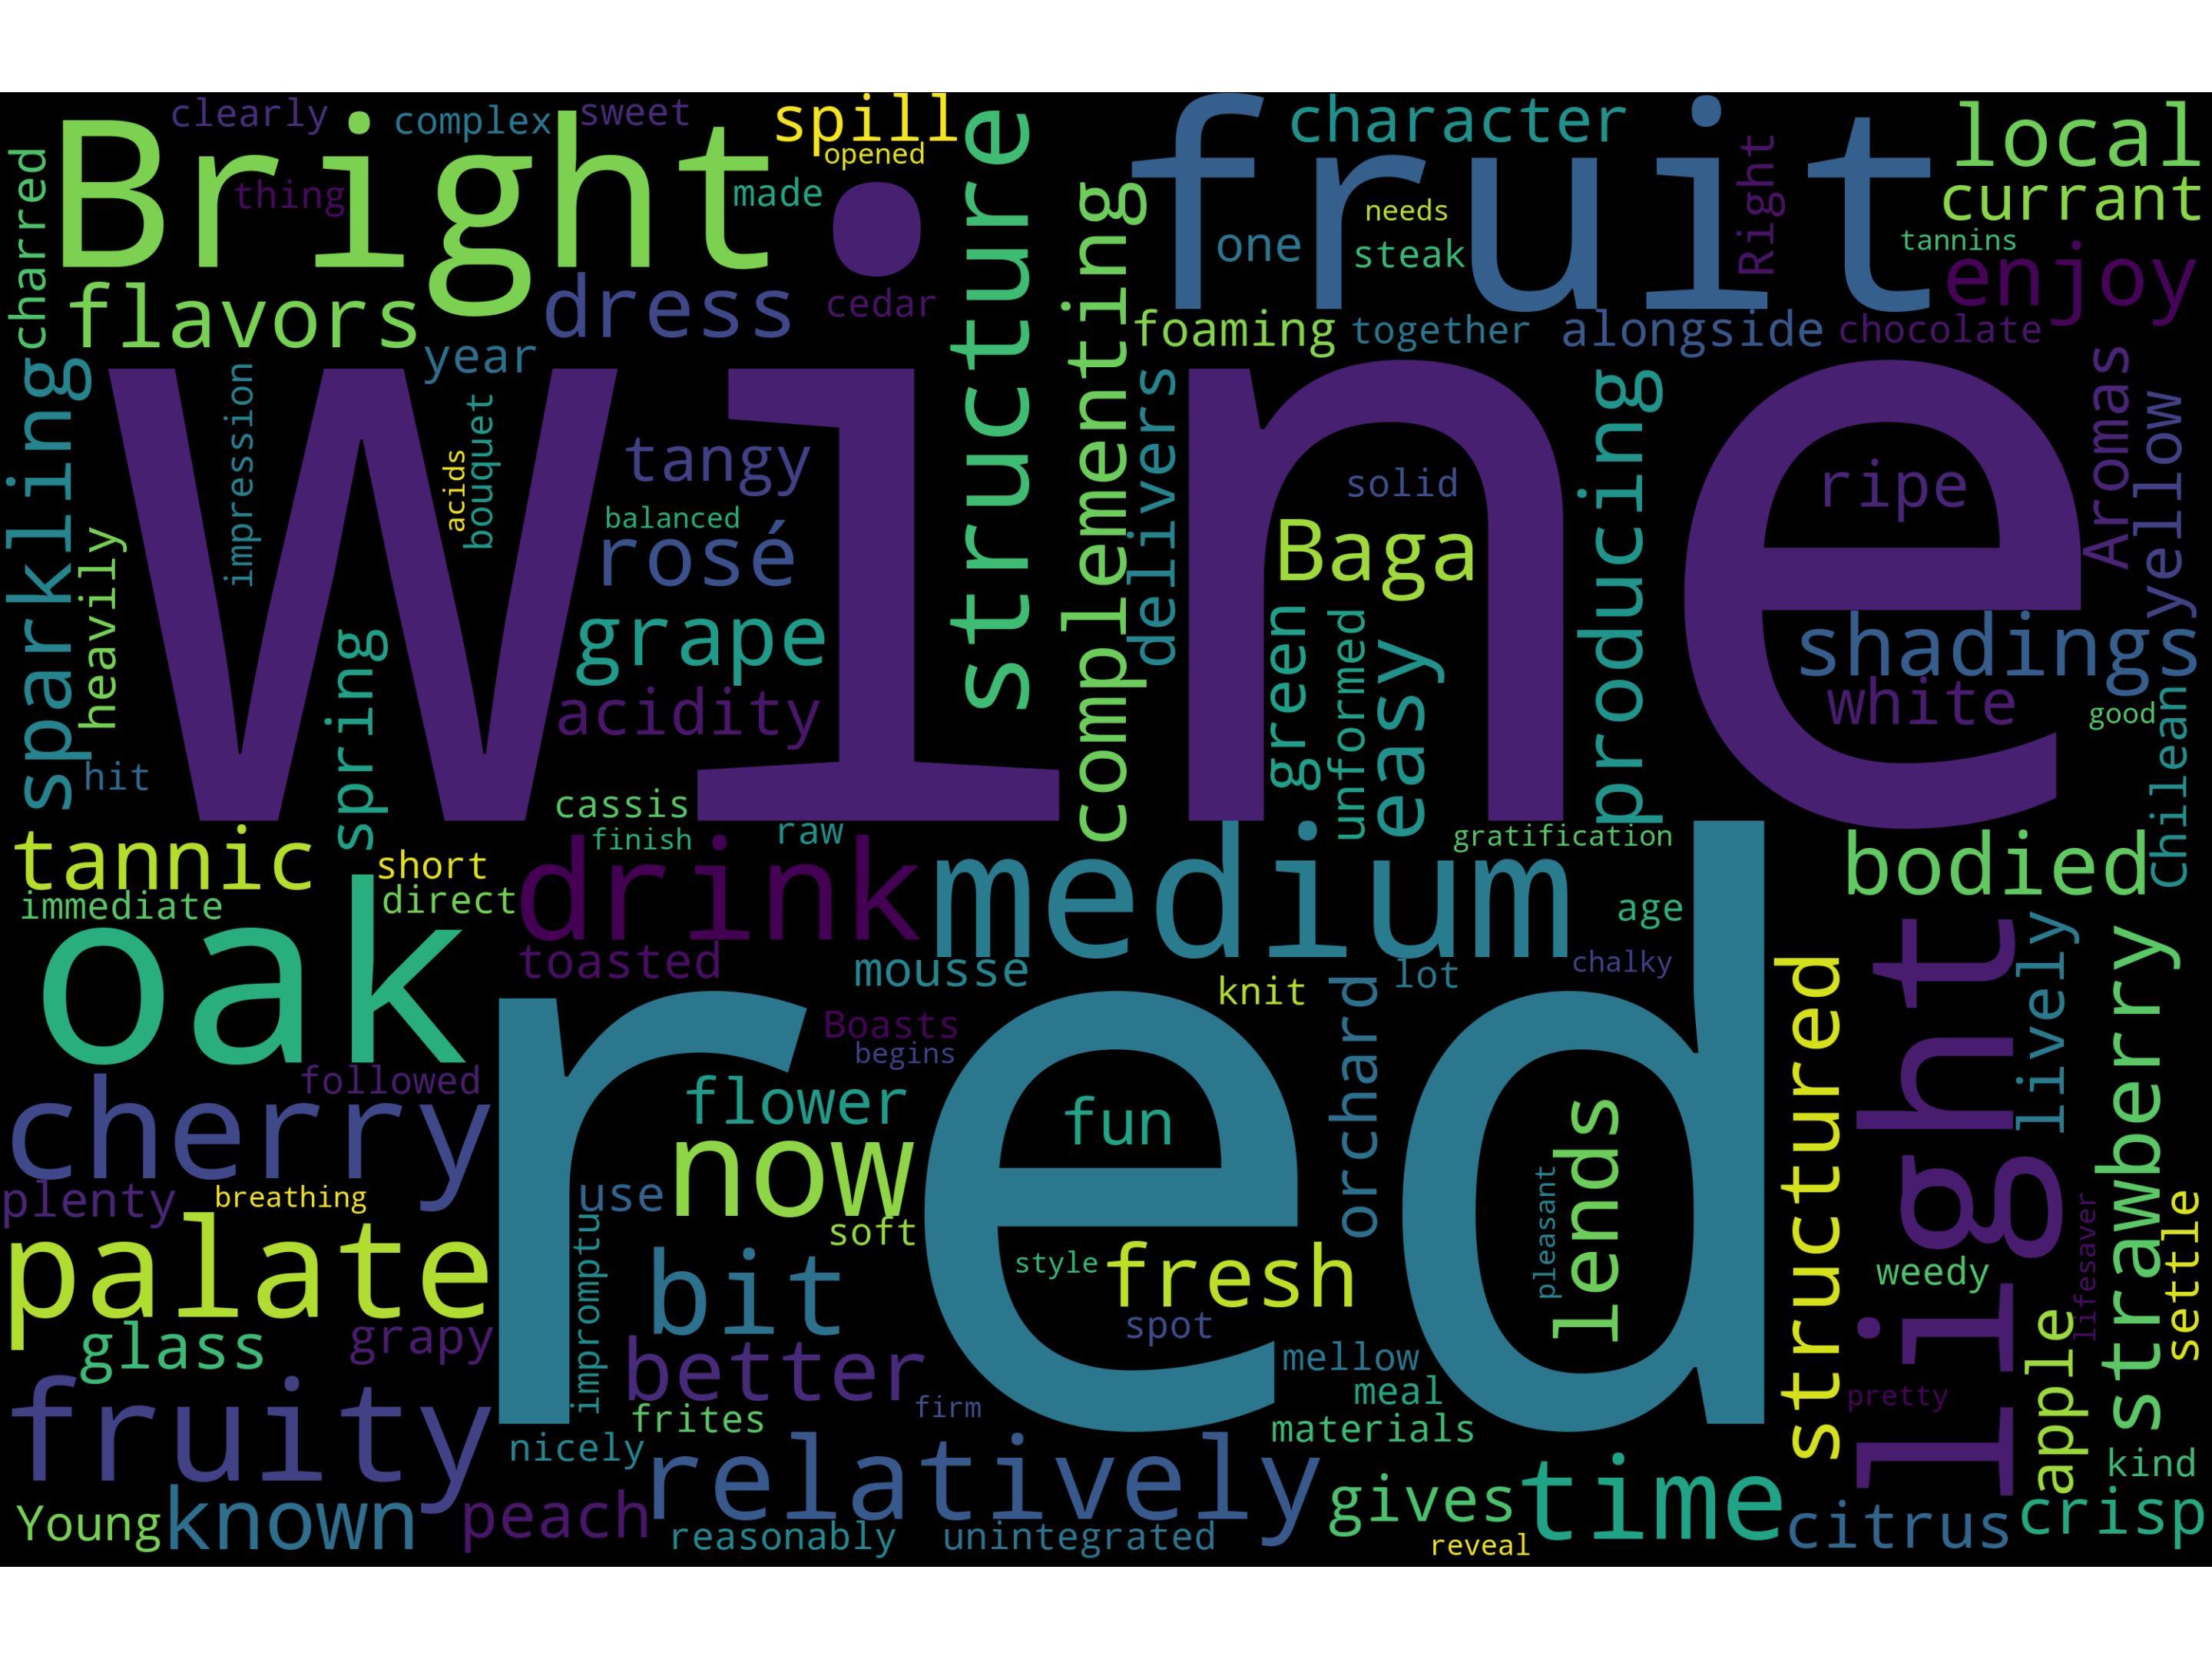 clearly
complex
sweet
spill
opened
character
local
currant
Bright
thing
made
fruit
needs
one
steak
Right
tannins
enjoy
charred
flavors
dress
cedar
structure
complementing
foaming
together
alongside
chocolate
year
wine
sparkling
impression
acids
bouquet
tangy
balanced
rosé
grape
acidity
heavily
spring
hit
delivers
solid
Baga
green
unformed
easy
producing
ripe
Aromas
yellow
shadings
white
good
Chilean
cassis
finish
raw
gratification
tannic
immediate
short
direct
drink
medium
bodied
age
oak
toasted
mousse
knit
lot
chalky
Boasts
begins
orchard
red
structured
light
lively
strawberry
followed
cherry
flower
fun
now
use
soft
lends
pleasant
plenty
breathing
palate
impromptu
bit
style
fresh
spot
weedy
lifesaver
settle
glass
grapy
better
firm
mellow
meal
frites
materials
apple
pretty
fruity
nicely
relatively
kind
Young
known
peach
reasonably
unintegrated
gives
reveal
time
citrus
crisp